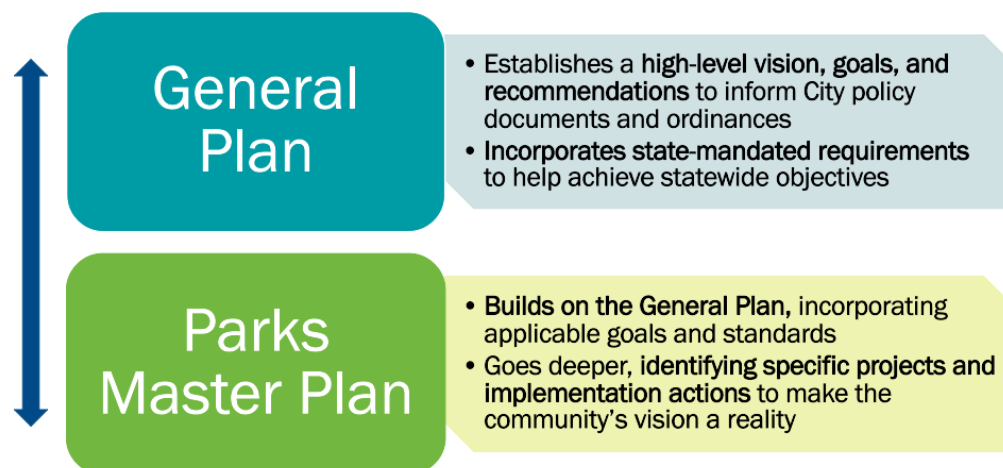 General
Plan
• Establishes a high-level vision, goals, and
recommendations to inform City policy
documents and ordinances
• Incorporates state-mandated requirements
to help achieve statewide objectives
Parks
Master Plan
• Builds on the General Plan, incorporating
applicable goals and standards
• Goes deeper, identifying specific projects and
implementation actions to make the
community’s vision a reality